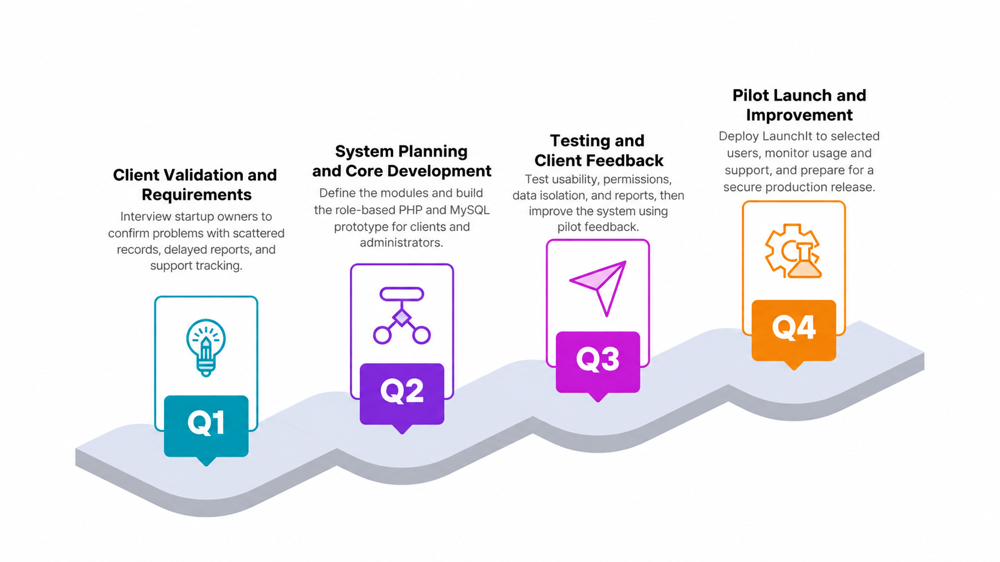 Client Validation and
Requirements
Interview startup owners to
confirm problems with scattered
records, delayed reports, and
support tracking.
Q1
System Planning
and Core Development
Define the modules and build
the role-based PHP and MySQL
prototype for clients and
administrators.
Q2
Testing and
Client Feedback
Test usability, permissions,
data isolation, and reports, then
improve the system using
pilot feedback.
Q3
Pilot Launch and
Improvement
Deploy LaunchIt to selected
users, monitor usage and
support, and prepare for a
secure production release.
Q4